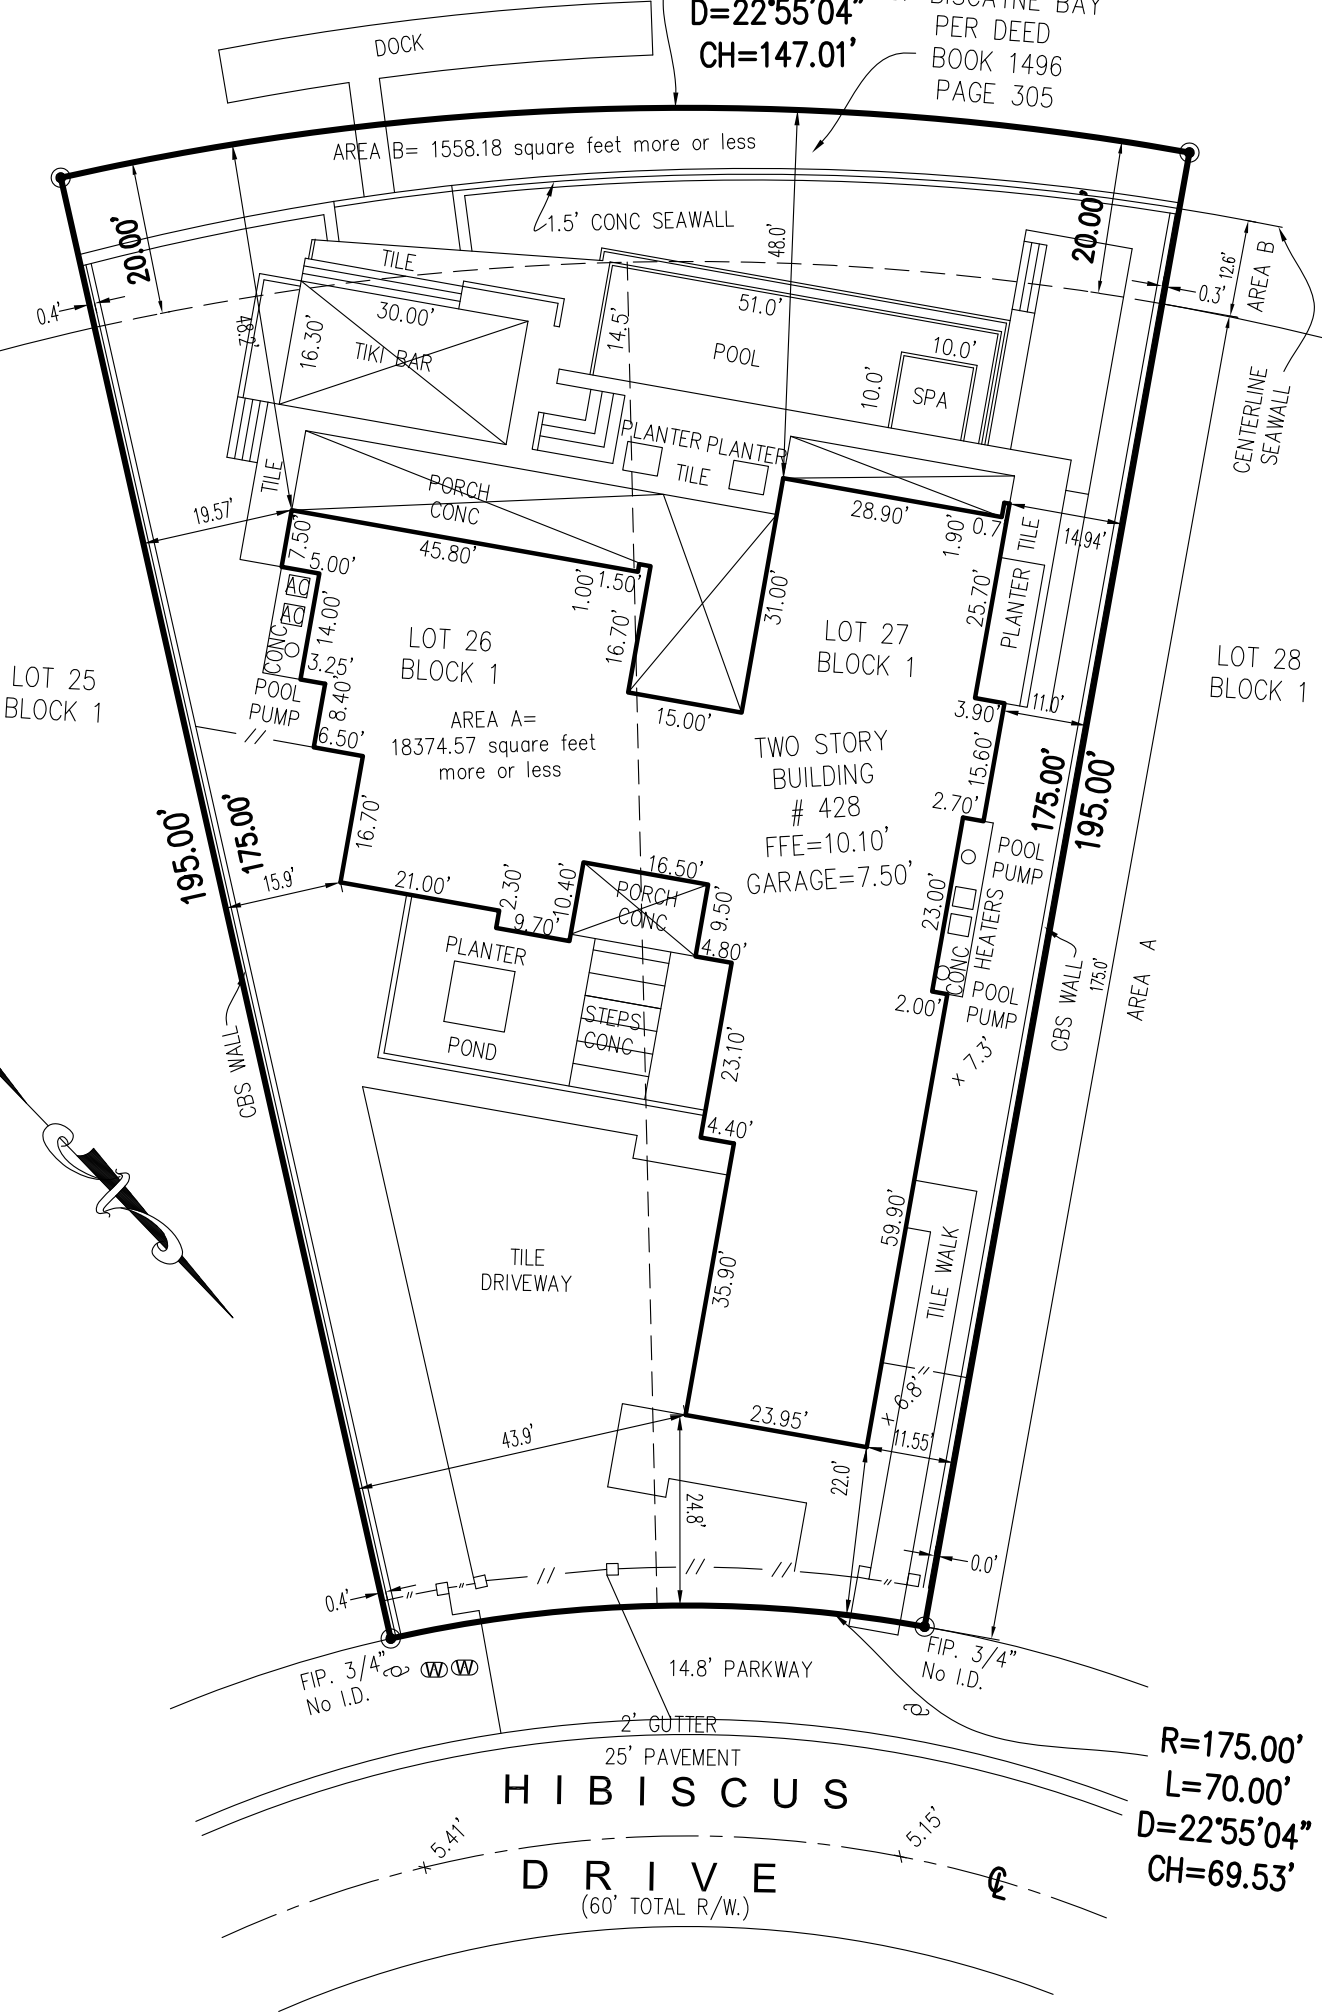 D=22°55'04"
CH=147.01'
BISCAYNE BAY
PER DEED
BOOK 1496
PAGE 305
DOCK
AREA B= 1558.18 square feet more or less
20.00'
1.5' CONC SEAWALL
48.0'
20.00'
12.6'
AREA B
0.3'
0.4'
TILE
48.2'
16.30'
30.00'
TIKI BAR
14.5'
51.0'
POOL
10.0'
10.0'
SPA
CENTERLINE
SEAWALL
PLANTER
PLANTER
TILE
TILE
19.57'
PORCH
CONC
7.50'
45.80'
5.00'
1.00'
1.50'
28.90'
1.90'
0.7
TILE
14.94'
AC
AC
CONC
14.00'
3.25'
POOL
PUMP
8.40'
6.50'
16.70'
31.00'
25.70'
PLANTER
LOT 25
BLOCK 1
LOT 26
BLOCK 1
LOT 27
BLOCK 1
LOT 28
BLOCK 1
AREA A=
18374.57 square feet
more or less
15.00'
3.90'
11.0'
TWO STORY
BUILDING
# 428
FFE=10.10'
GARAGE=7.50'
15.60'
2.70'
175.00'
195.00'
195.00'
175.00'
16.70'
15.9'
21.00'
2.30'
9.70'
10.40'
16.50'
PORCH
CONC
9.50'
4.80'
23.00'
POOL
PUMP
HEATERS
CONC
POOL
PUMP
2.00'
x 7.3'
CBS WALL
175.0'
AREA A
PLANTER
POND
STEPS
CONC
23.10'
4.40'
CBS WALL
TILE
DRIVEWAY
35.90'
59.90'
TILE WALK
x 6.8'
23.95'
43.9'
11.55'
22.0'
24.8'
0.0'
0.4'
FIP. 3/4"
No I.D.
W W
14.8' PARKWAY
FIP. 3/4"
No I.D.
2' GUTTER
25' PAVEMENT
HIBISCUS
DRIVE
(60' TOTAL R/W.)
x 5.41'
x 5.15'
R=175.00'
L=70.00'
D=22°55'04"
CH=69.53'